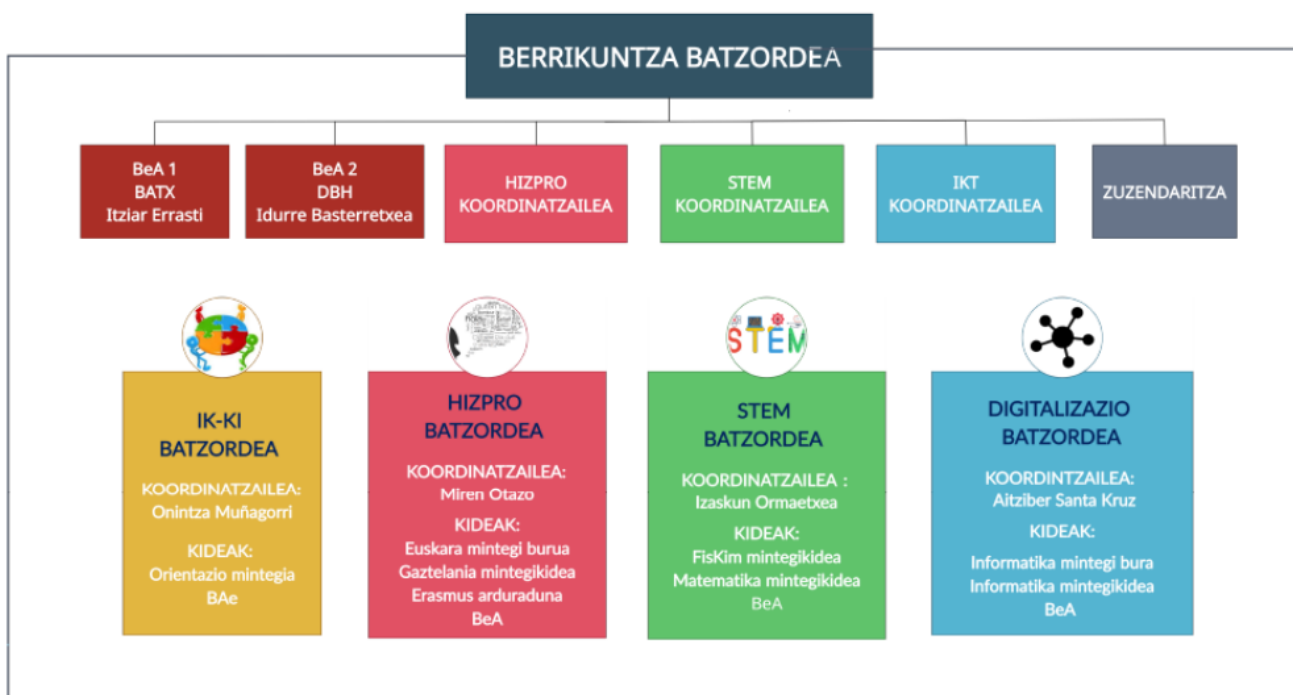 BERRIKUNTZA BATZORDEA
BeA 1
BATX
Itziar Errasti
BeA 2
DBH
Idurre Basterretxea
HIZPRO
KOORDINATZAILEA
STEM
KOORDINATZAILEA
IKT
KOORDINATZAILEA
ZUZENDARITZA
IK-KI
BATZORDEA
KOORDINATZAILEA:
Onintza Muñagorri
KIDEAK:
Orientazio mintegia
BAe
HIZPRO
BATZORDEA
KOORDINATZAILEA:
Miren Otazo
KIDEAK:
Euskara mintegi burua
Gaztelania mintegikidea
Erasmus arduraduna
BeA
STEM
STEM
BATZORDEA
KOORDINATZAILEA :
Izaskun Ormaetxea
KIDEAK:
FisKim mintegikidea
Matematika mintegikidea
BeA
DIGITALIZAZIO
BATZORDEA
KOORDINTZAILEA:
Aitziber Santa Kruz
KIDEAK:
Informatika mintegi bura
Informatika mintegikidea
BeA